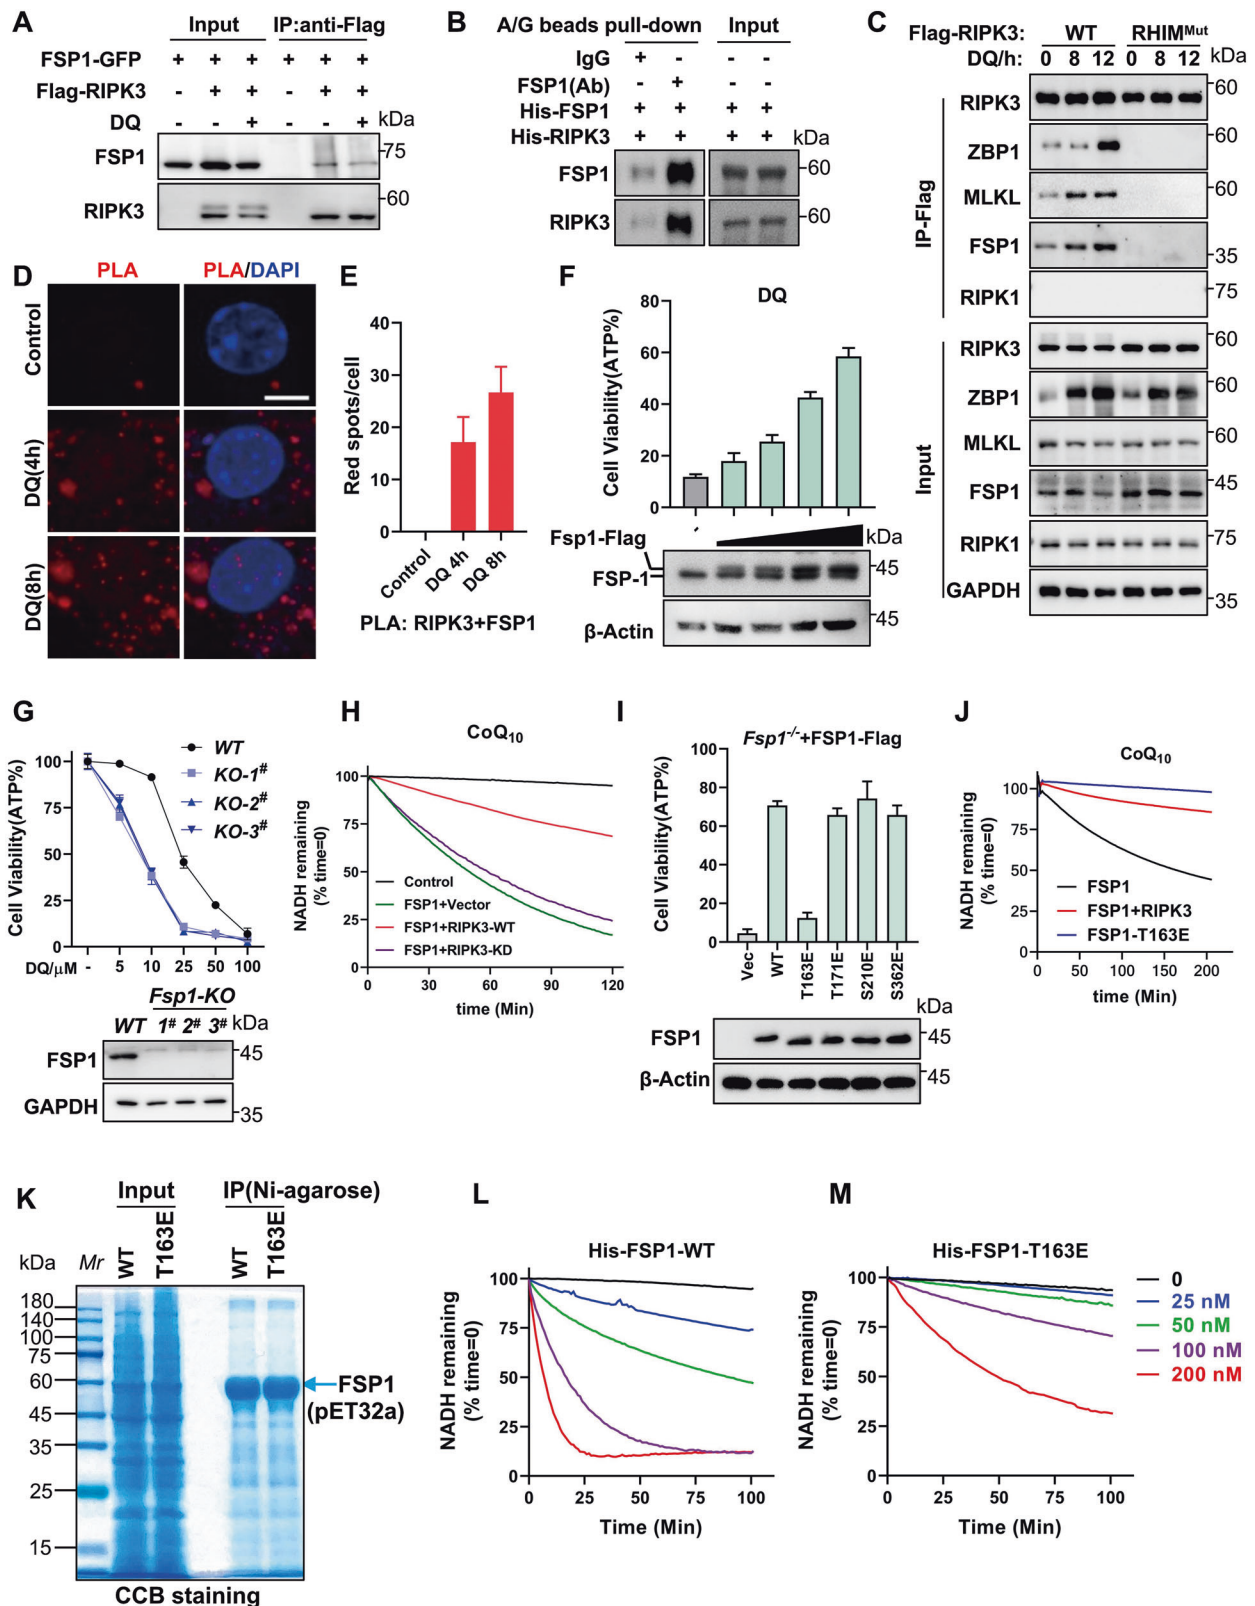 A
Input IP:anti-Flag
FSP1-GFP + + + + + +
Flag-RIPK3 - + + - + +
DQ - - + - - + kDa
FSP1 75
RIPK3 60
B
A/G beads pull-down Input
IgG + - - -
FSP1(Ab) - + - -
His-FSP1 + + + +
His-RIPK3 + + + + kDa
FSP1 60
RIPK3 60
C
Flag-RIPK3: WT RHIM^Mut
DQ/h: 0 8 12 0 8 12 kDa
IP-Flag
RIPK3 60
ZBP1 60
MLKL 60
FSP1 35
RIPK1 75
Input
RIPK3 60
ZBP1 60
MLKL 60
FSP1 45
RIPK1 75
GAPDH 35
D
PLA PLA/DAPI
Control
DQ(4h)
DQ(8h)
E
Red spots/cell
40
30
20
10
0
Control DQ 4h DQ 8h
PLA: RIPK3+FSP1
F
DQ
Cell Viability(ATP%)
80
60
40
20
0
Fsp1-Flag - kDa
FSP-1 45
β-Actin 45
G
Cell Viability(ATP%)
100
75
50
25
0
WT
KO-1#
KO-2#
KO-3#
DQ/μM - 5 10 25 50 100
Fsp1-KO
WT 1# 2# 3# kDa
FSP1 45
GAPDH 35
H
CoQ10
NADH remaining
(% time=0)
100
75
50
25
0
Control
FSP1+Vector
FSP1+RIPK3-WT
FSP1+RIPK3-KD
0 30 60 90 120
time (Min)
I
Fsp1-/-+FSP1-Flag
Cell Viability(ATP%)
100
80
60
40
20
0
Vec WT T163E T171E S210E S362E
kDa
FSP1 45
β-Actin 45
J
CoQ10
NADH remaining
(% time=0)
100
75
50
25
0
FSP1
FSP1+RIPK3
FSP1-T163E
0 50 100 150 200
time (Min)
K
Input IP(Ni-agarose)
kDa Mr WT T163E WT T163E
180
140
100
75
60
45
35
25
15
FSP1
(pET32a)
CCB staining
L
His-FSP1-WT
NADH remaining
(% time=0)
100
75
50
25
0
0 25 50 75 100
Time (Min)
M
His-FSP1-T163E
NADH remaining
(% time=0)
100
75
50
25
0
0 25 50 75 100
Time (Min)
0
25 nM
50 nM
100 nM
200 nM